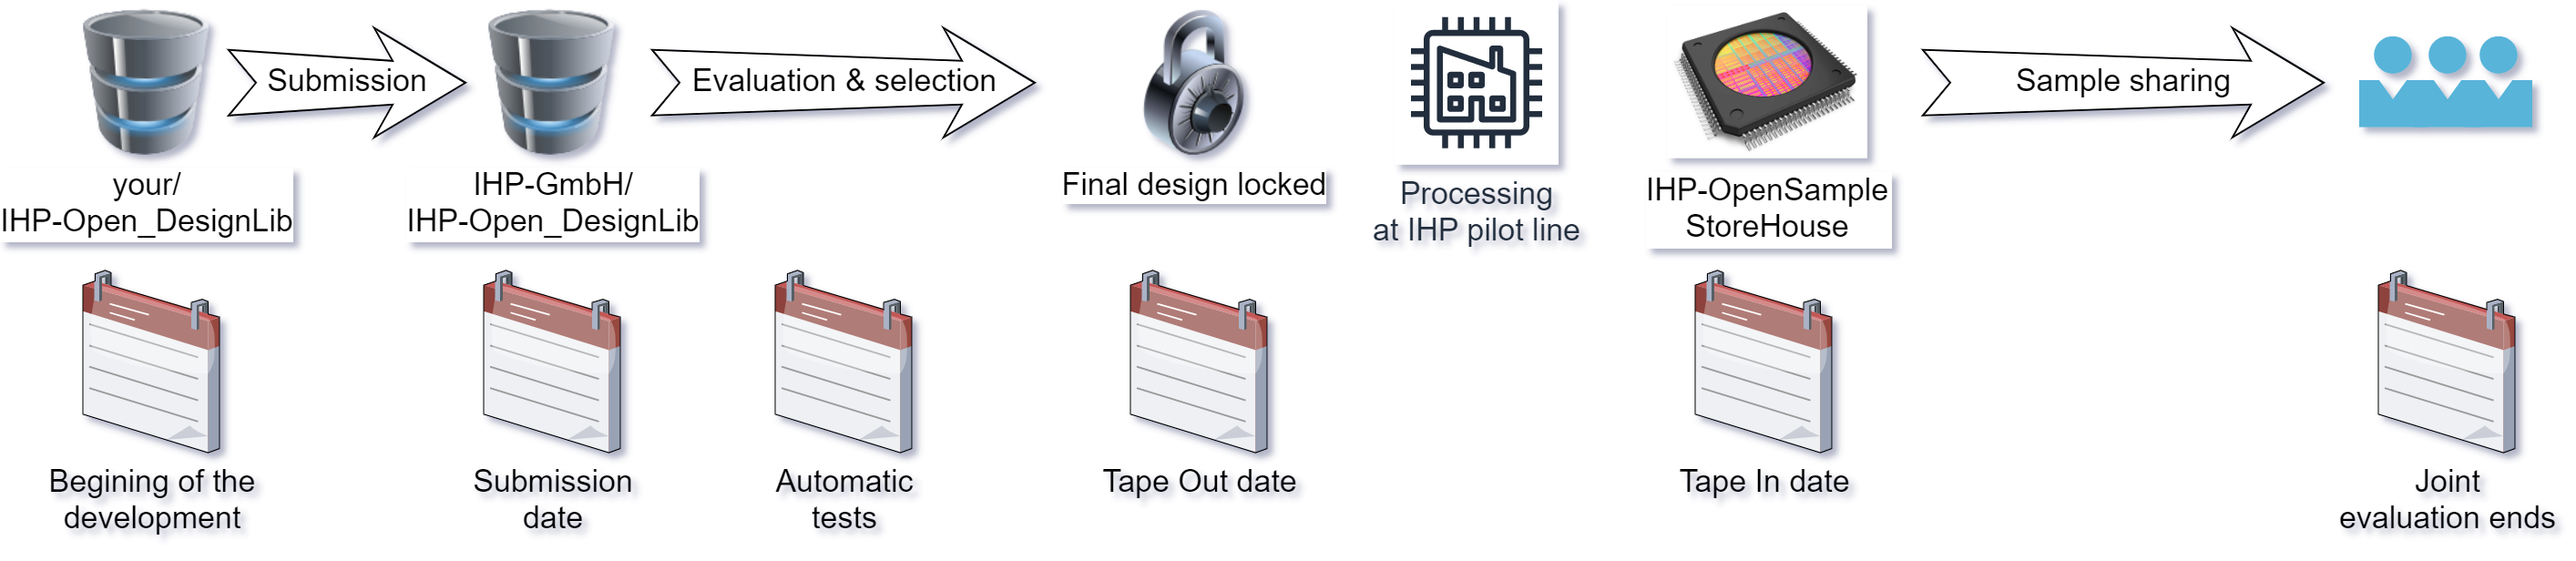 Submission
Evaluation & selection
Sample sharing
your/
IHP-Open_DesignLib
IHP-GmbH/
IHP-Open_DesignLib
Final design locked
Processing
at IHP pilot line
IHP-OpenSample
StoreHouse
Begining of the
development
Submission
date
Automatic
tests
Tape Out date
Tape In date
Joint
evaluation ends